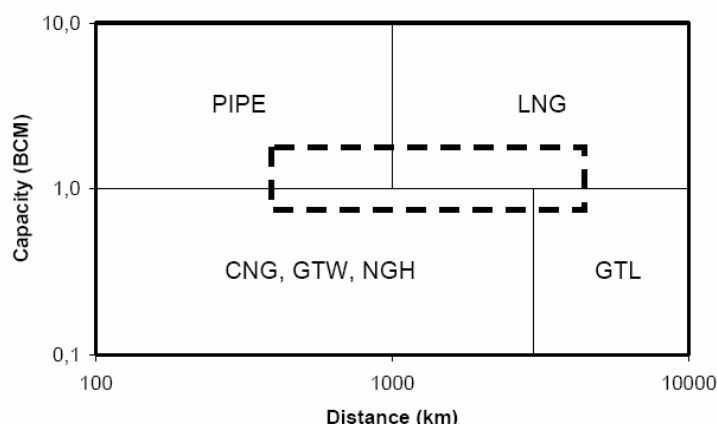 10,0
PIPE
LNG
Capacity (BCM)
1,0
CNG, GTW, NGH
GTL
0,1
100
1000
10000
Distance (km)